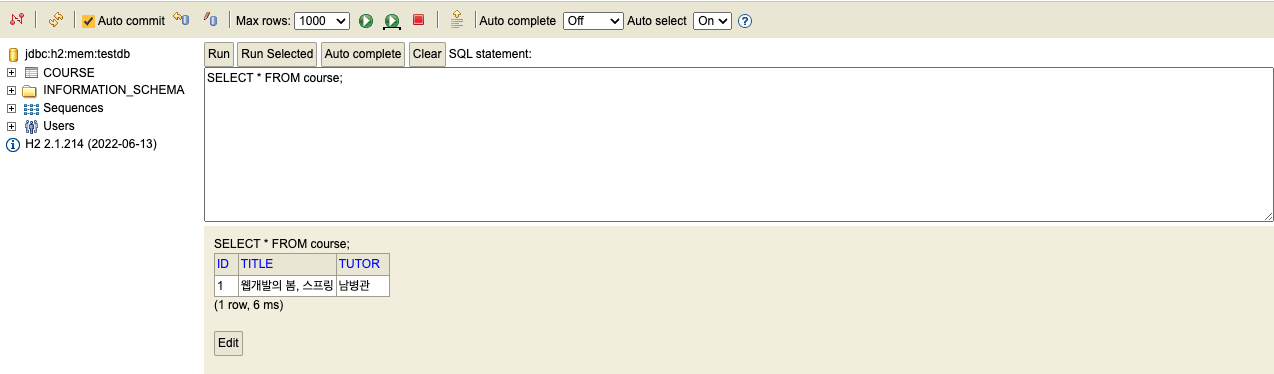 Auto commit Max rows: 1000 Auto complete Off Auto select On
jdbc:h2:mem:testdb
COURSE
INFORMATION_SCHEMA
Sequences
Users
H2 2.1.214 (2022-06-13)
Run Run Selected Auto complete Clear SQL statement:
SELECT * FROM course;
SELECT * FROM course;
ID TITLE TUTOR
1 웹개발의 봄, 스프링 남병관
(1 row, 6 ms)
Edit